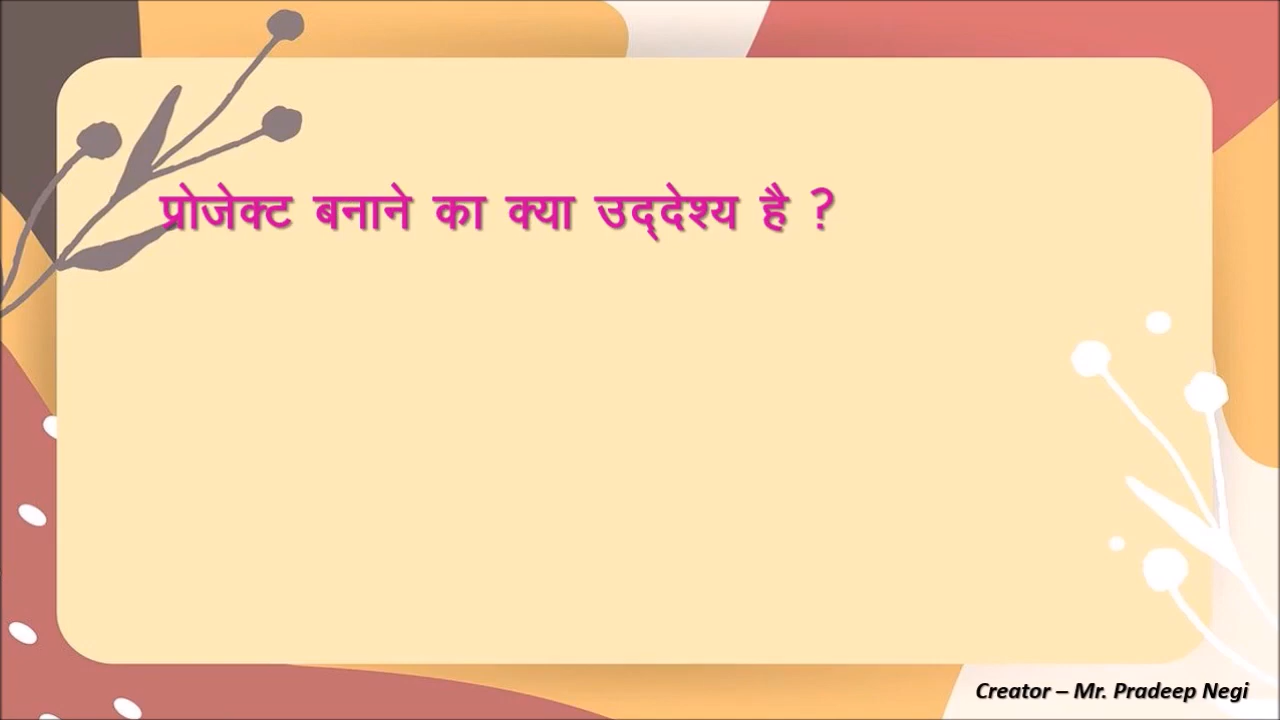 प्रोजेक्ट बनाने का क्या उद्‌देश्य है ?
Creator – Mr. Pradeep Negi